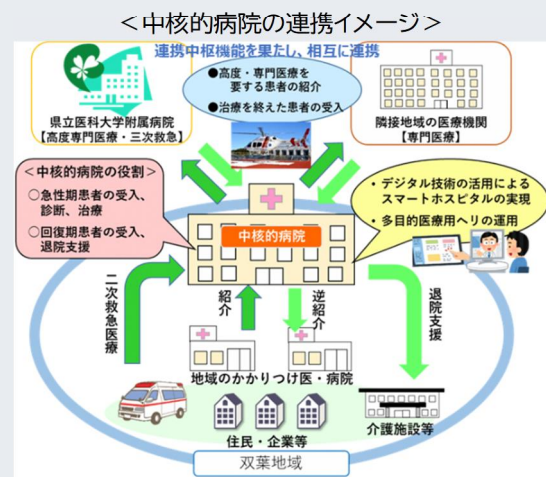 ＜中核的病院の連携イメージ＞
連携中枢機能を果たし、相互に連携
●高度・専門医療を
要する患者の紹介
●治療を終えた患者の受入
県立医科大学附属病院
【高度専門医療・三次救急】
隣接地域の医療機関
【専門医療】
＜中核的病院の役割＞
○急性期患者の受入、
診断、治療
○回復期患者の受入、
退院支援
• デジタル技術の活用による
スマートホスピタルの実現
• 多目的医療用ヘリの運用
中核的病院
二次救急医療
紹介
逆紹介
退院支援
地域のかかりつけ医・病院
住民・企業等
介護施設等
双葉地域